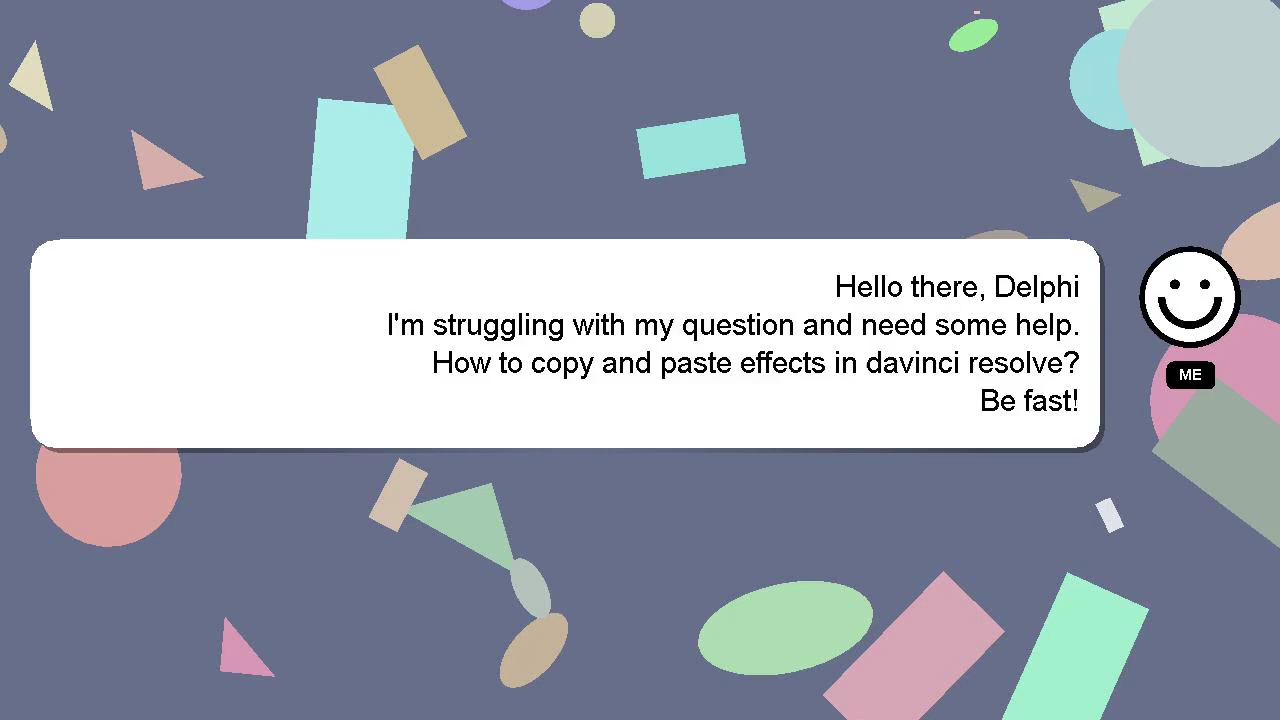 Hello there, Delphi
I'm struggling with my question and need some help.
How to copy and paste effects in davinci resolve?
Be fast!
ME